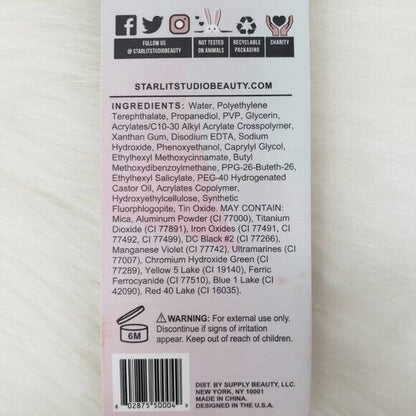 FOLLOW US
@ STARLITSTUDIOBEAUTY
NOT TESTED
ON ANIMALS
RECYCLABLE
PACKAGING
CHARITY
STARLITSTUDIOBEAUTY.COM
INGREDIENTS: Water, Polyethylene
Terephthalate, Propanediol, PVP, Glycerin,
Acrylates/C10-30 Alkyl Acrylate Crosspolymer,
Xanthan Gum, Disodium EDTA, Sodium
Hydroxide, Phenoxyethanol, Caprylyl Glycol,
Ethylhexyl Methoxycinnamate, Butyl
Methoxydibenzoylmethane, PPG-26-Buteth-26,
Ethylhexyl Salicylate, PEG-40 Hydrogenated
Castor Oil, Acrylates Copolymer,
Hydroxyethylcellulose, Synthetic
Fluorphlogopite, Tin Oxide. MAY CONTAIN:
Mica, Aluminum Powder (CI 77000), Titanium
Dioxide (CI 77891), Iron Oxides (CI 77491, CI
77492, CI 77499), DC Black #2 (CI 77266),
Manganese Violet (CI 77742), Ultramarines (CI
77007), Chromium Hydroxide Green (CI
77289), Yellow 5 Lake (CI 19140), Ferric
Ferrocyanide (CI 77510), Blue 1 Lake (CI
42090), Red 40 Lake (CI 16035).
6M
WARNING: For external use only.
Discontinue if signs of irritation
appear. Keep out of reach of children.
8 02875 50004 9
DIST. BY SUPPLY BEAUTY, LLC.
NEW YORK, NY
MADE IN CHINA.
DESIGNED IN THE U.S.A.